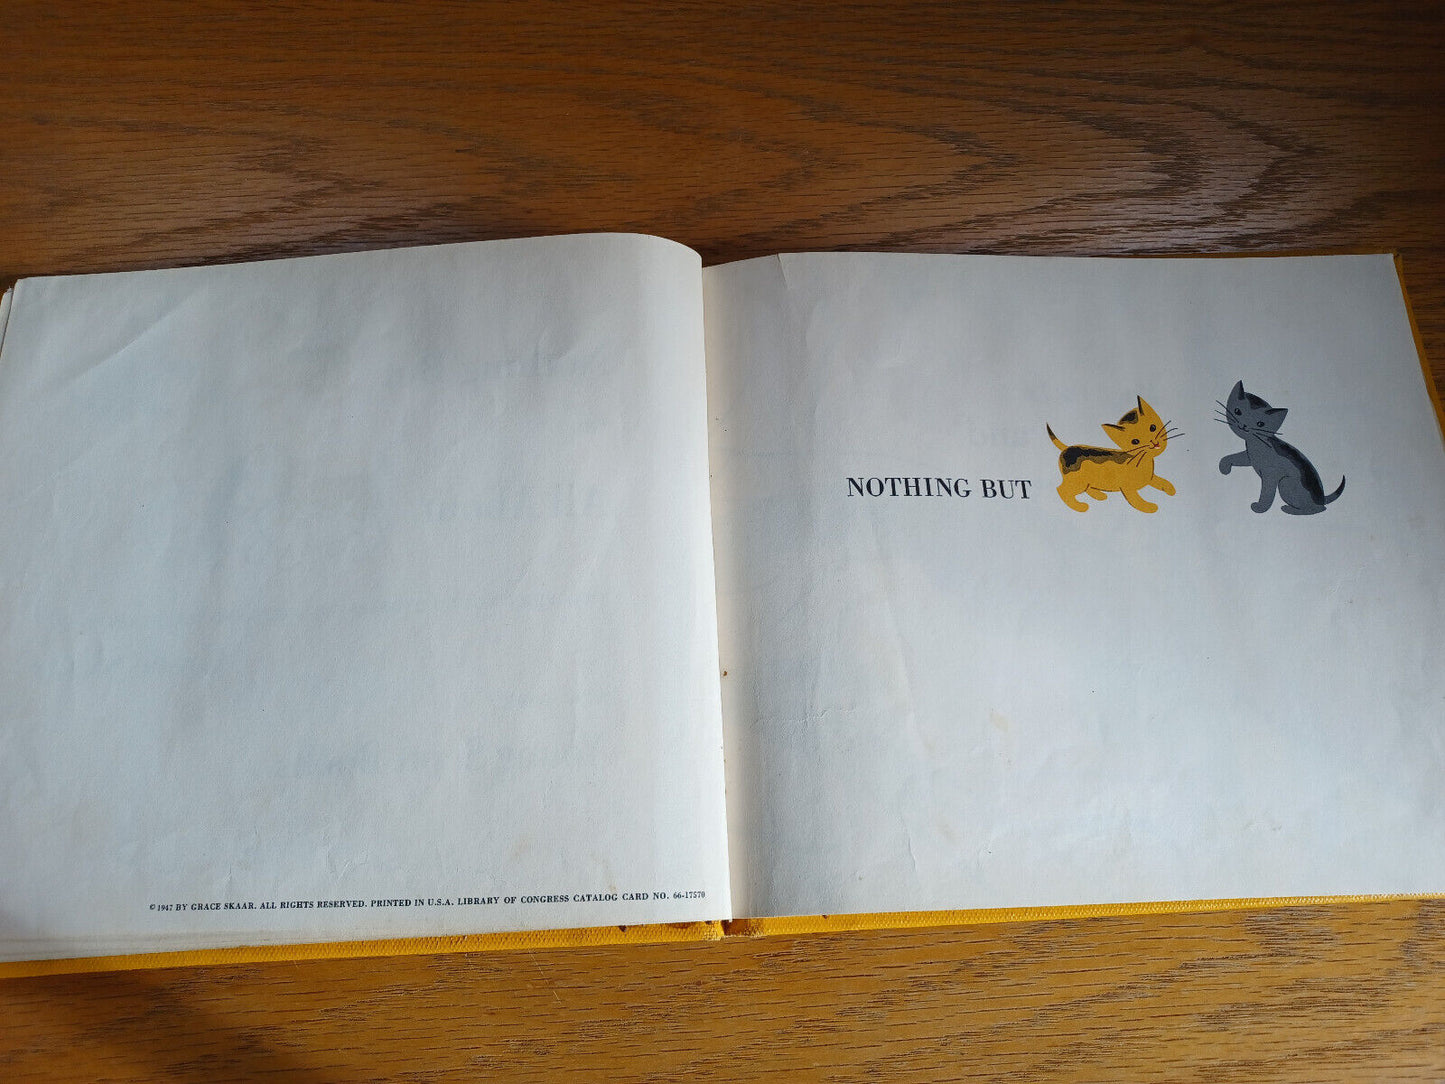 © 1947 BY GRACE SKAAR. ALL RIGHTS RESERVED. PRINTED IN U.S.A. LIBRARY OF CONGRESS CATALOG CARD NO. 66-17570
NOTHING BUT